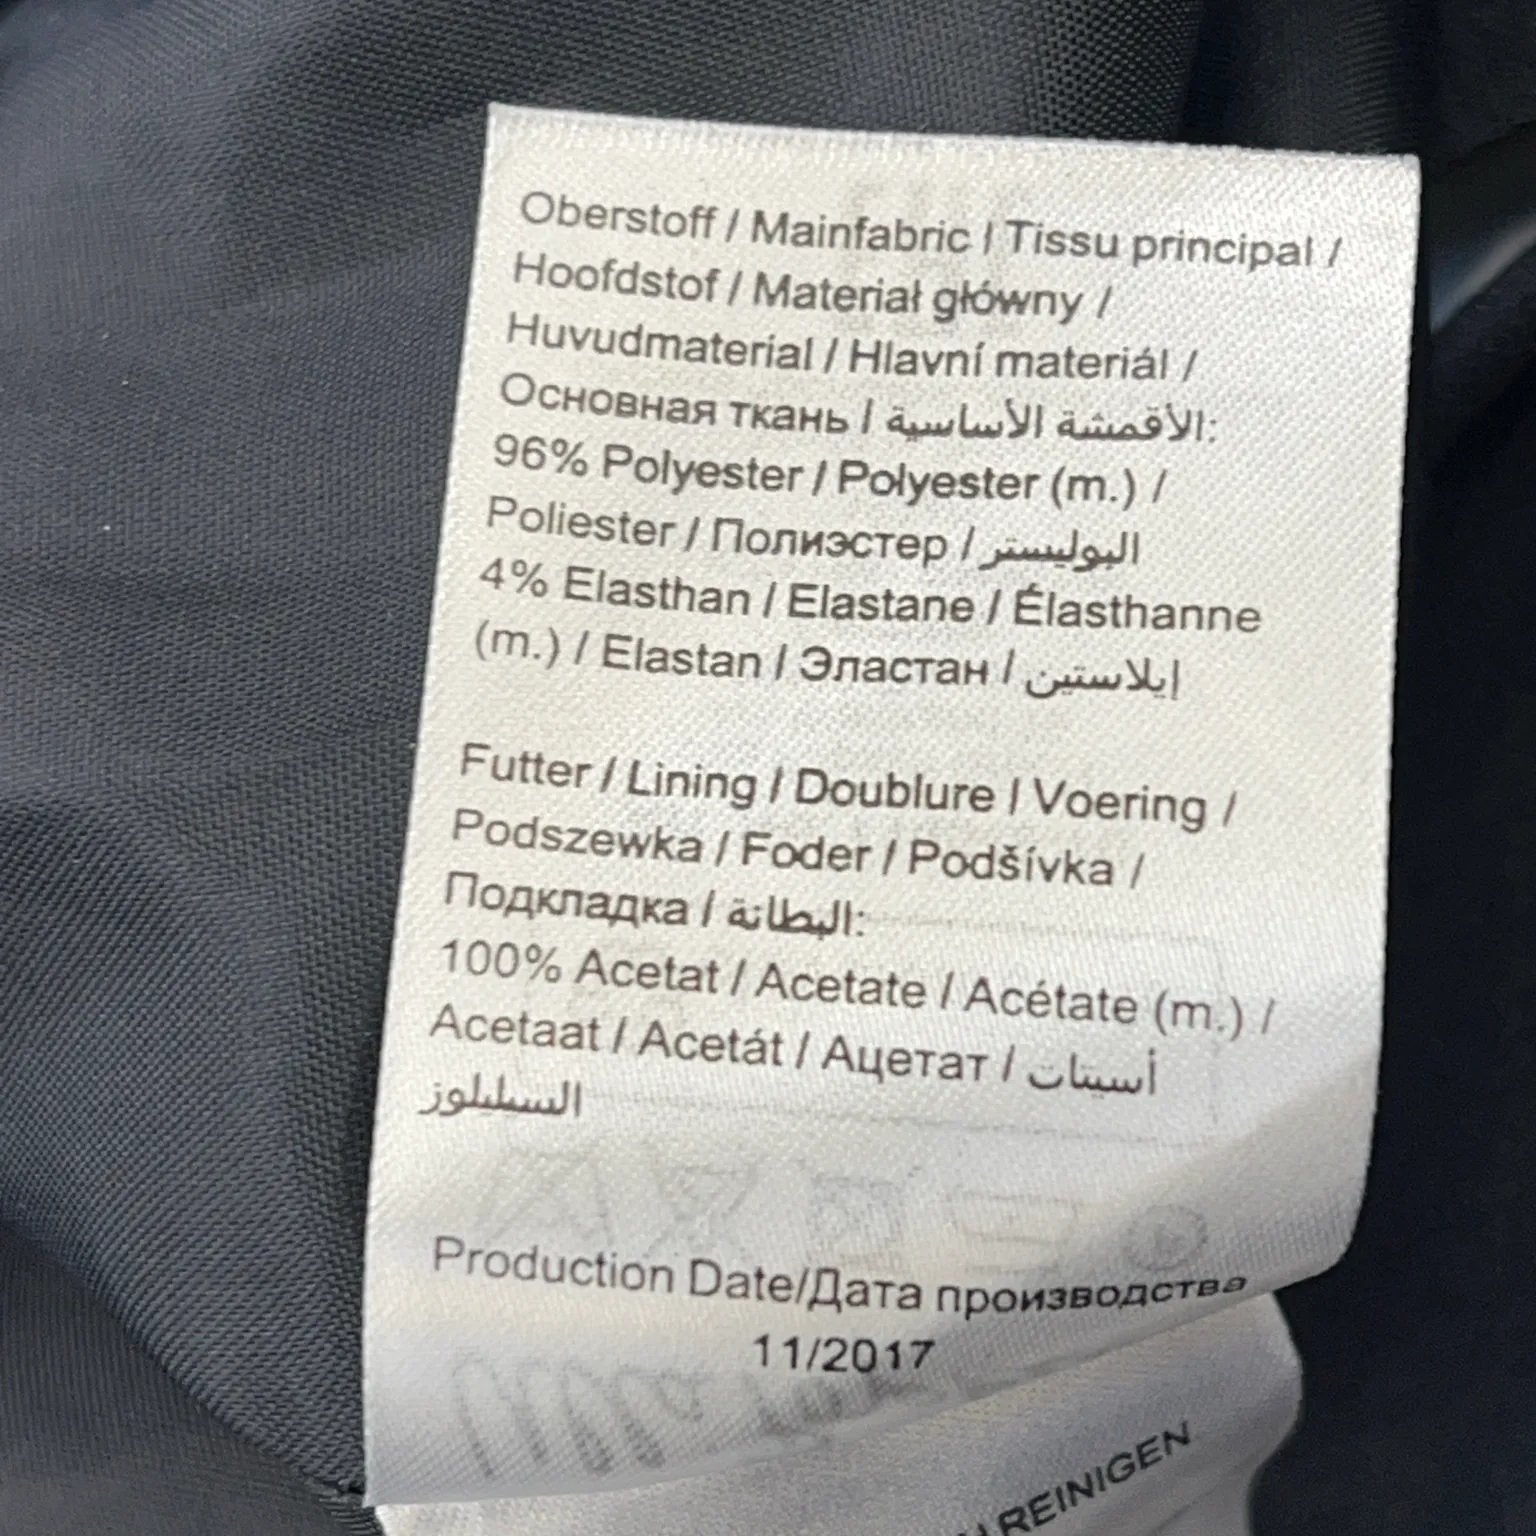 Oberstoff / Mainfabric / Tissu principal /
Hoofdstof / Materiał główny /
Huvudmaterial / Hlavní materiál /
Основная ткань / الأقمشة الأساسية:
96% Polyester / Polyester (m.) /
Poliester / Полиэстер / البوليستر
4% Elasthan / Elastane / Élasthanne
(m.) / Elastan / Эластан / إيلاستين
Futter / Lining / Doublure / Voering /
Podszewka / Foder / Podšívka /
Подкладка / البطانة:
100% Acetat / Acetate / Acétate (m.) /
Acetaat / Acetát / Ацетат / أسيتات
السليلوز
Production Date/Дата производства
11/2017
REINIGEN